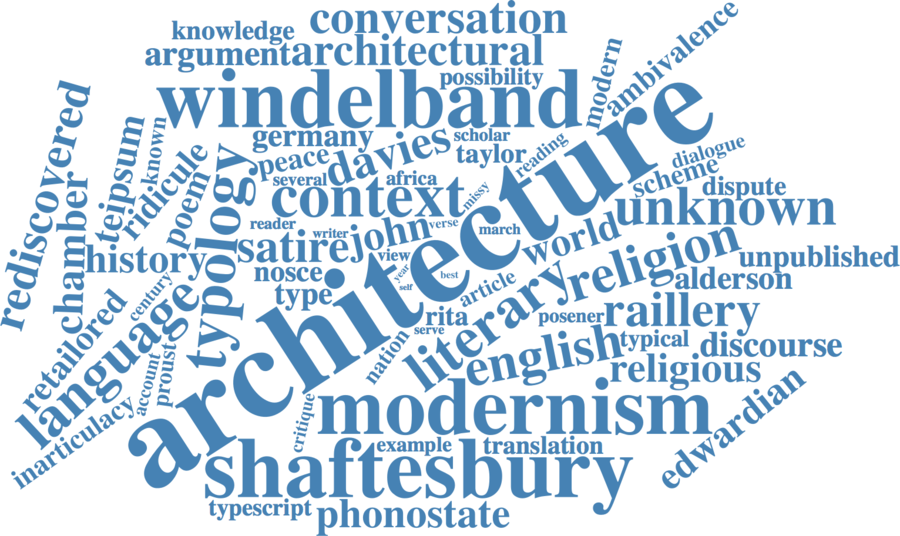 conversation
knowledge
argument
architectural
possibility
windelband
modern
ambivalence
rediscovered
teipsum
known
ridicule
germany
davies
scholar
taylor
reading
peace
several
africa
dialogue
scheme
dispute
chamber
poem
typology
context
missy
architecture
unknown
reader
writer
john
verse
march
world
religion
history
satire
view
nosce
year
self
best
unpublished
alderson
type
century
article
literary
rita
serve
posener
raillery
retailored
language
nation
english
typical
discourse
religious
account
proust
inarticulacy
critique
modernism
edwardian
example
translation
shaftesbury
typescript
phonostate